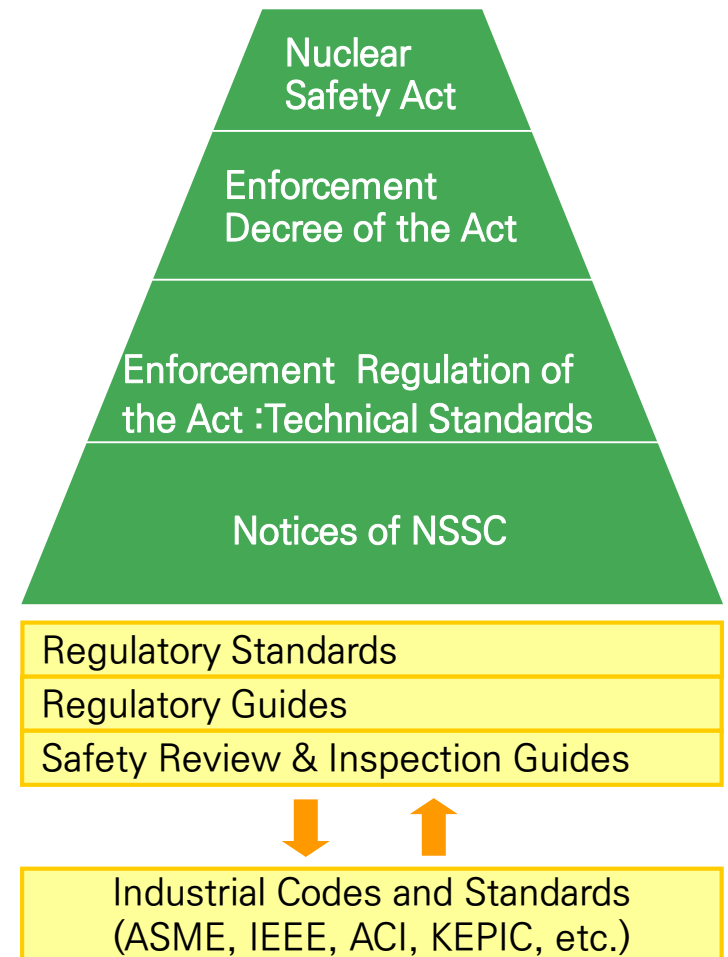 Nuclear
Safety Act
Enforcement
Decree of the Act
Enforcement Regulation of
the Act :Technical Standards
Notices of NSSC
Regulatory Standards
Regulatory Guides
Safety Review & Inspection Guides
Industrial Codes and Standards
(ASME, IEEE, ACI, KEPIC, etc.)